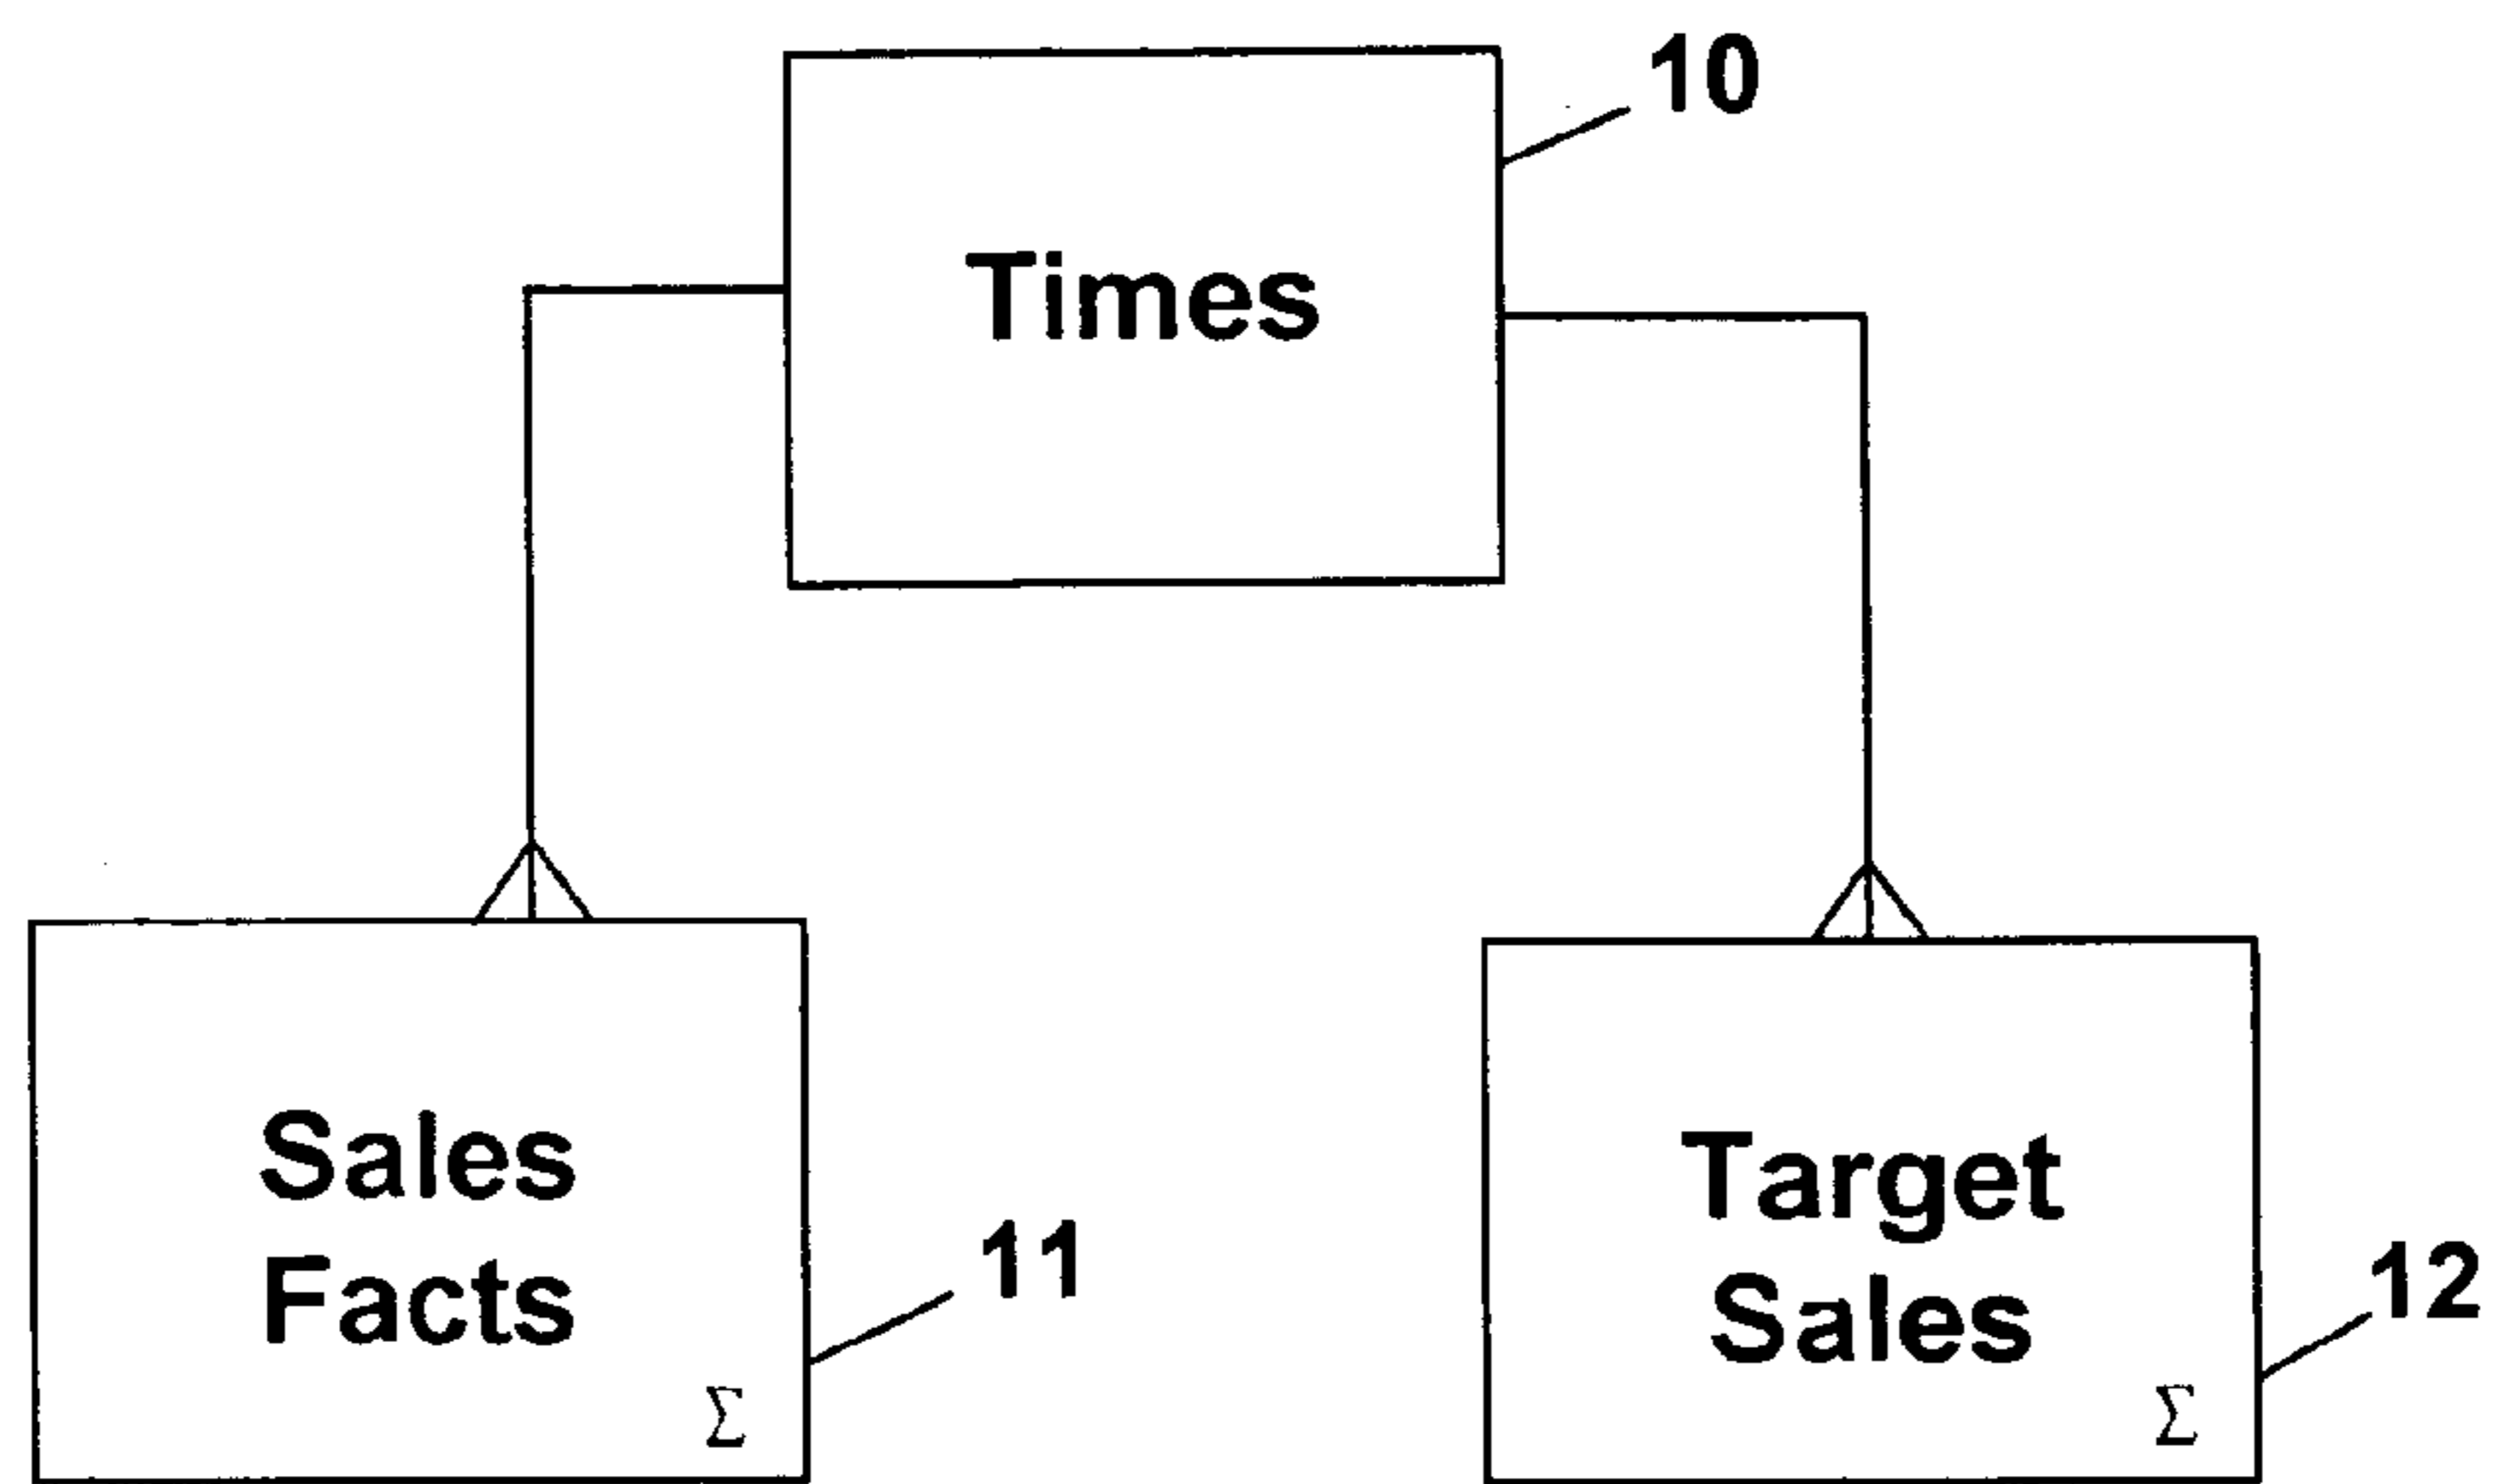 10
Times
Sales
Facts
11
Σ
Target
Sales
12
Σ